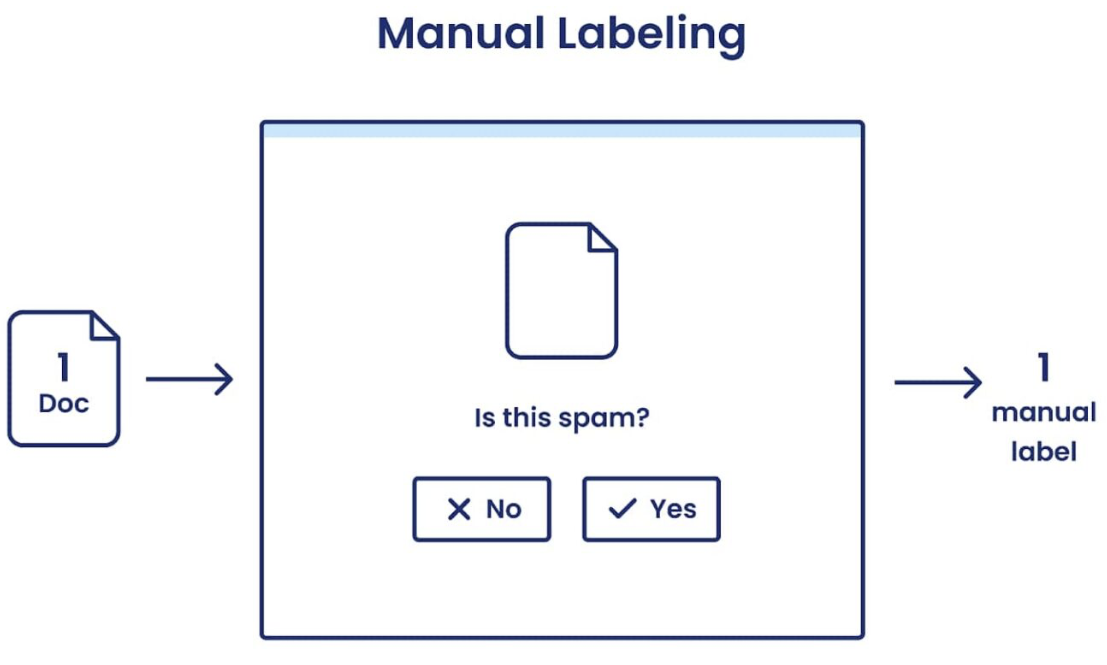 Manual Labeling
1
Doc
Is this spam?
No
Yes
1
manual
label